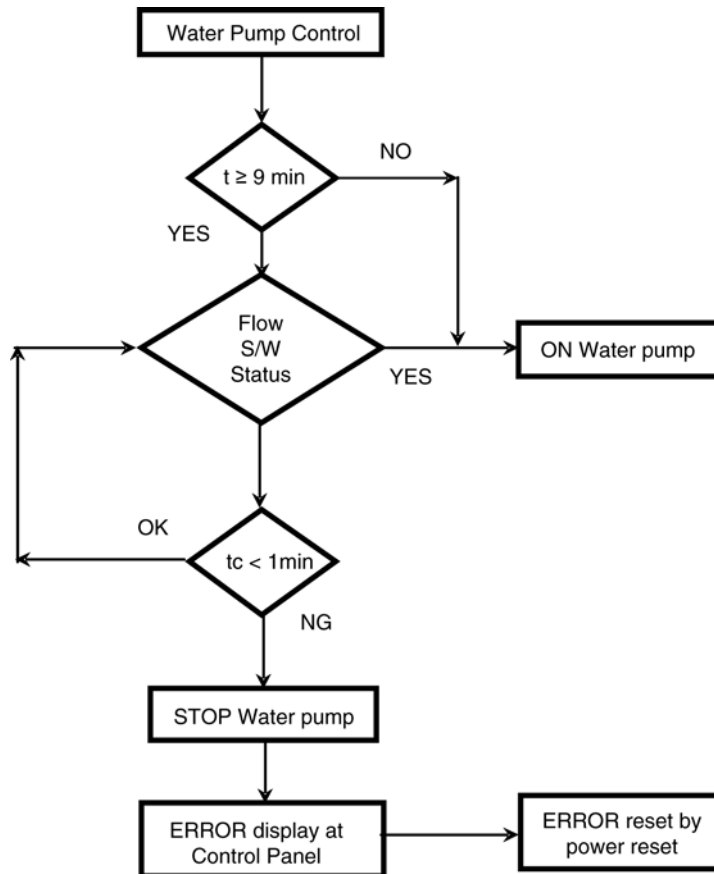 Water Pump Control
t ≥ 9 min
NO
YES
Flow
S/W
Status
YES
ON Water pump
OK
tc < 1min
NG
STOP Water pump
ERROR display at
Control Panel
ERROR reset by
power reset